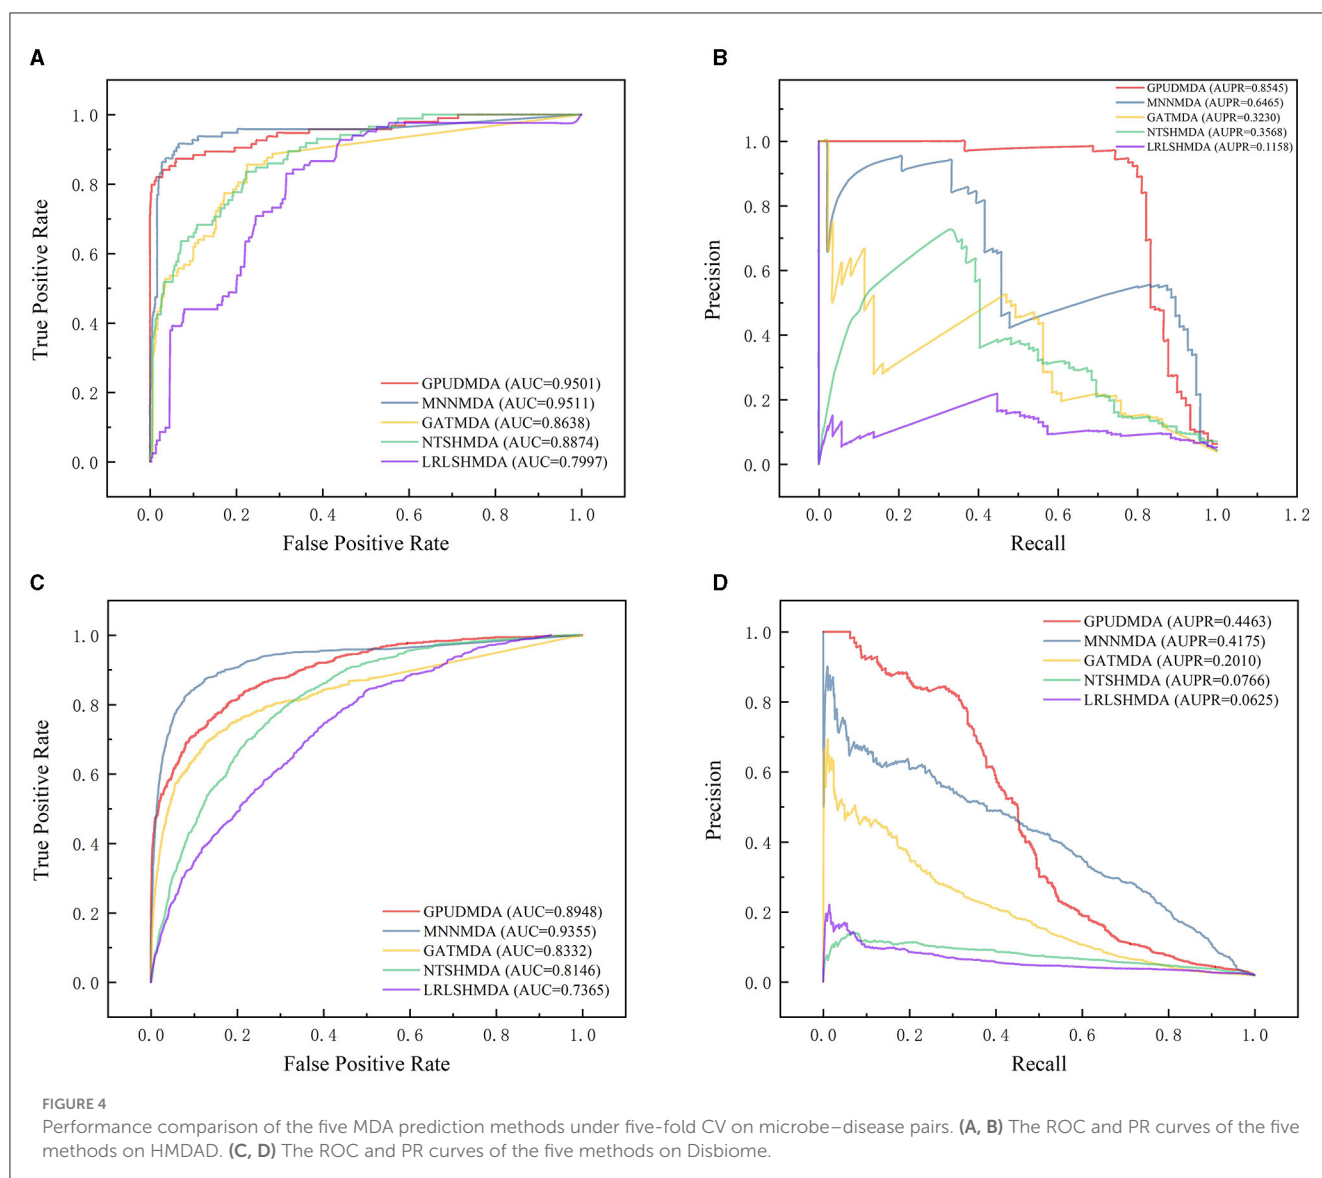 A
1.0
0.8
0.6
0.4
0.2
0.0
True Positive Rate
GPUDMDA (AUC=0.9501)
MNNMDA (AUC=0.9511)
GATMDA (AUC=0.8638)
NTSHMDA (AUC=0.8874)
LRLSHMDA (AUC=0.7997)
0.0 0.2 0.4 0.6 0.8 1.0
False Positive Rate
B
GPUDMDA (AUPR=0.8545)
MNNMDA (AUPR=0.6465)
GATMDA (AUPR=0.3230)
NTSHMDA (AUPR=0.3568)
LRLSHMDA (AUPR=0.1158)
1.0
0.8
0.6
0.4
0.2
0.0
Precision
0.0 0.2 0.4 0.6 0.8 1.0 1.2
Recall
C
1.0
0.8
0.6
0.4
0.2
0.0
True Positive Rate
GPUDMDA (AUC=0.8948)
MNNMDA (AUC=0.9355)
GATMDA (AUC=0.8332)
NTSHMDA (AUC=0.8146)
LRLSHMDA (AUC=0.7365)
0.0 0.2 0.4 0.6 0.8 1.0
False Positive Rate
D
GPUDMDA (AUPR=0.4463)
MNNMDA (AUPR=0.4175)
GATMDA (AUPR=0.2010)
NTSHMDA (AUPR=0.0766)
LRLSHMDA (AUPR=0.0625)
1.0
0.8
0.6
0.4
0.2
0.0
Precision
0.0 0.2 0.4 0.6 0.8 1.0
Recall
FIGURE 4
Performance comparison of the five MDA prediction methods under five-fold CV on microbe–disease pairs. (A, B) The ROC and PR curves of the five
methods on HMDAD. (C, D) The ROC and PR curves of the five methods on Disbiome.